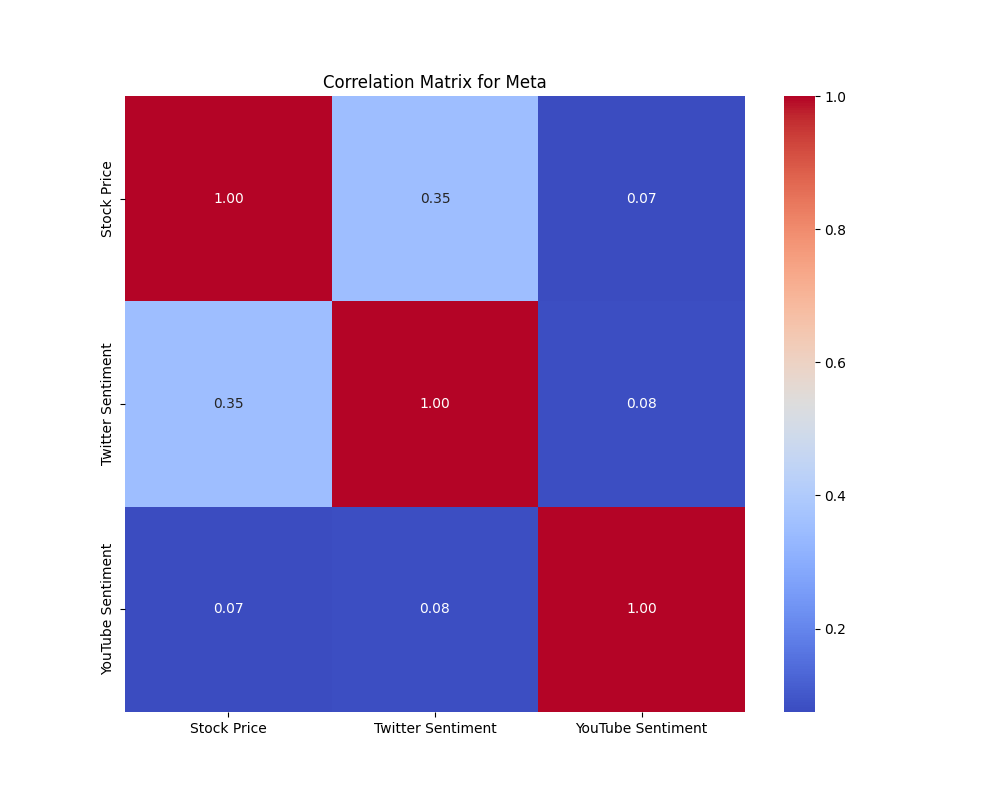 Correlation Matrix for Meta
Stock Price
1.00
0.35
0.07
Twitter Sentiment
0.35
1.00
0.08
YouTube Sentiment
0.07
0.08
1.00
Stock Price
Twitter Sentiment
YouTube Sentiment
1.0
0.8
0.6
0.4
0.2